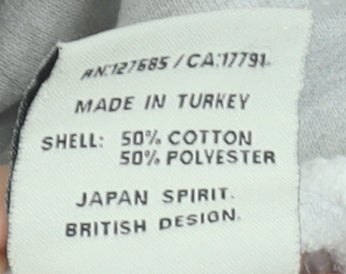 RN:127685 / CA:17791.
MADE IN TURKEY
SHELL: 50% COTTON
50% POLYESTER
JAPAN SPIRIT.
BRITISH DESIGN.